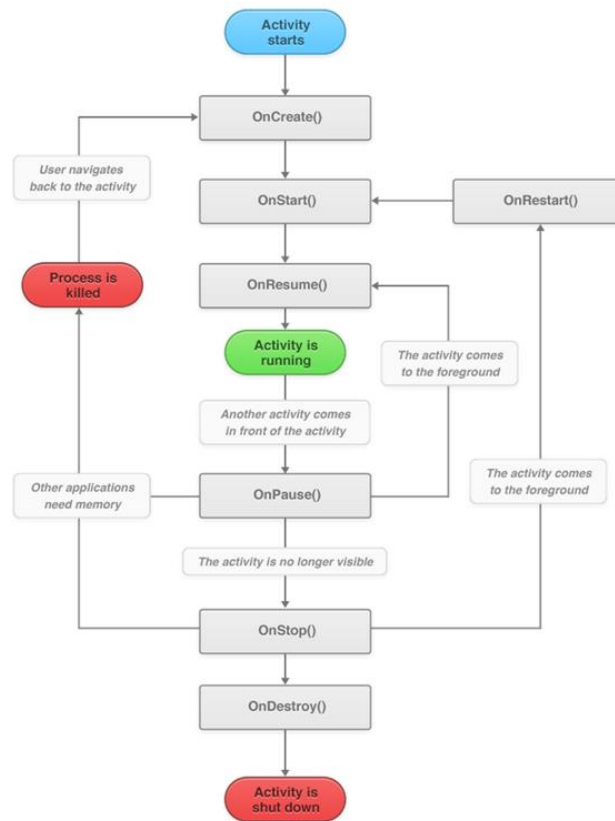 Activity
starts
OnCreate()
User navigates
back to the activity
OnStart()
OnRestart()
Process is
killed
OnResume()
Activity is
running
The activity comes
to the foreground
Another activity comes
in front of the activity
Other applications
need memory
OnPause()
The activity comes
to the foreground
The activity is no longer visible
OnStop()
OnDestroy()
Activity is
shut down